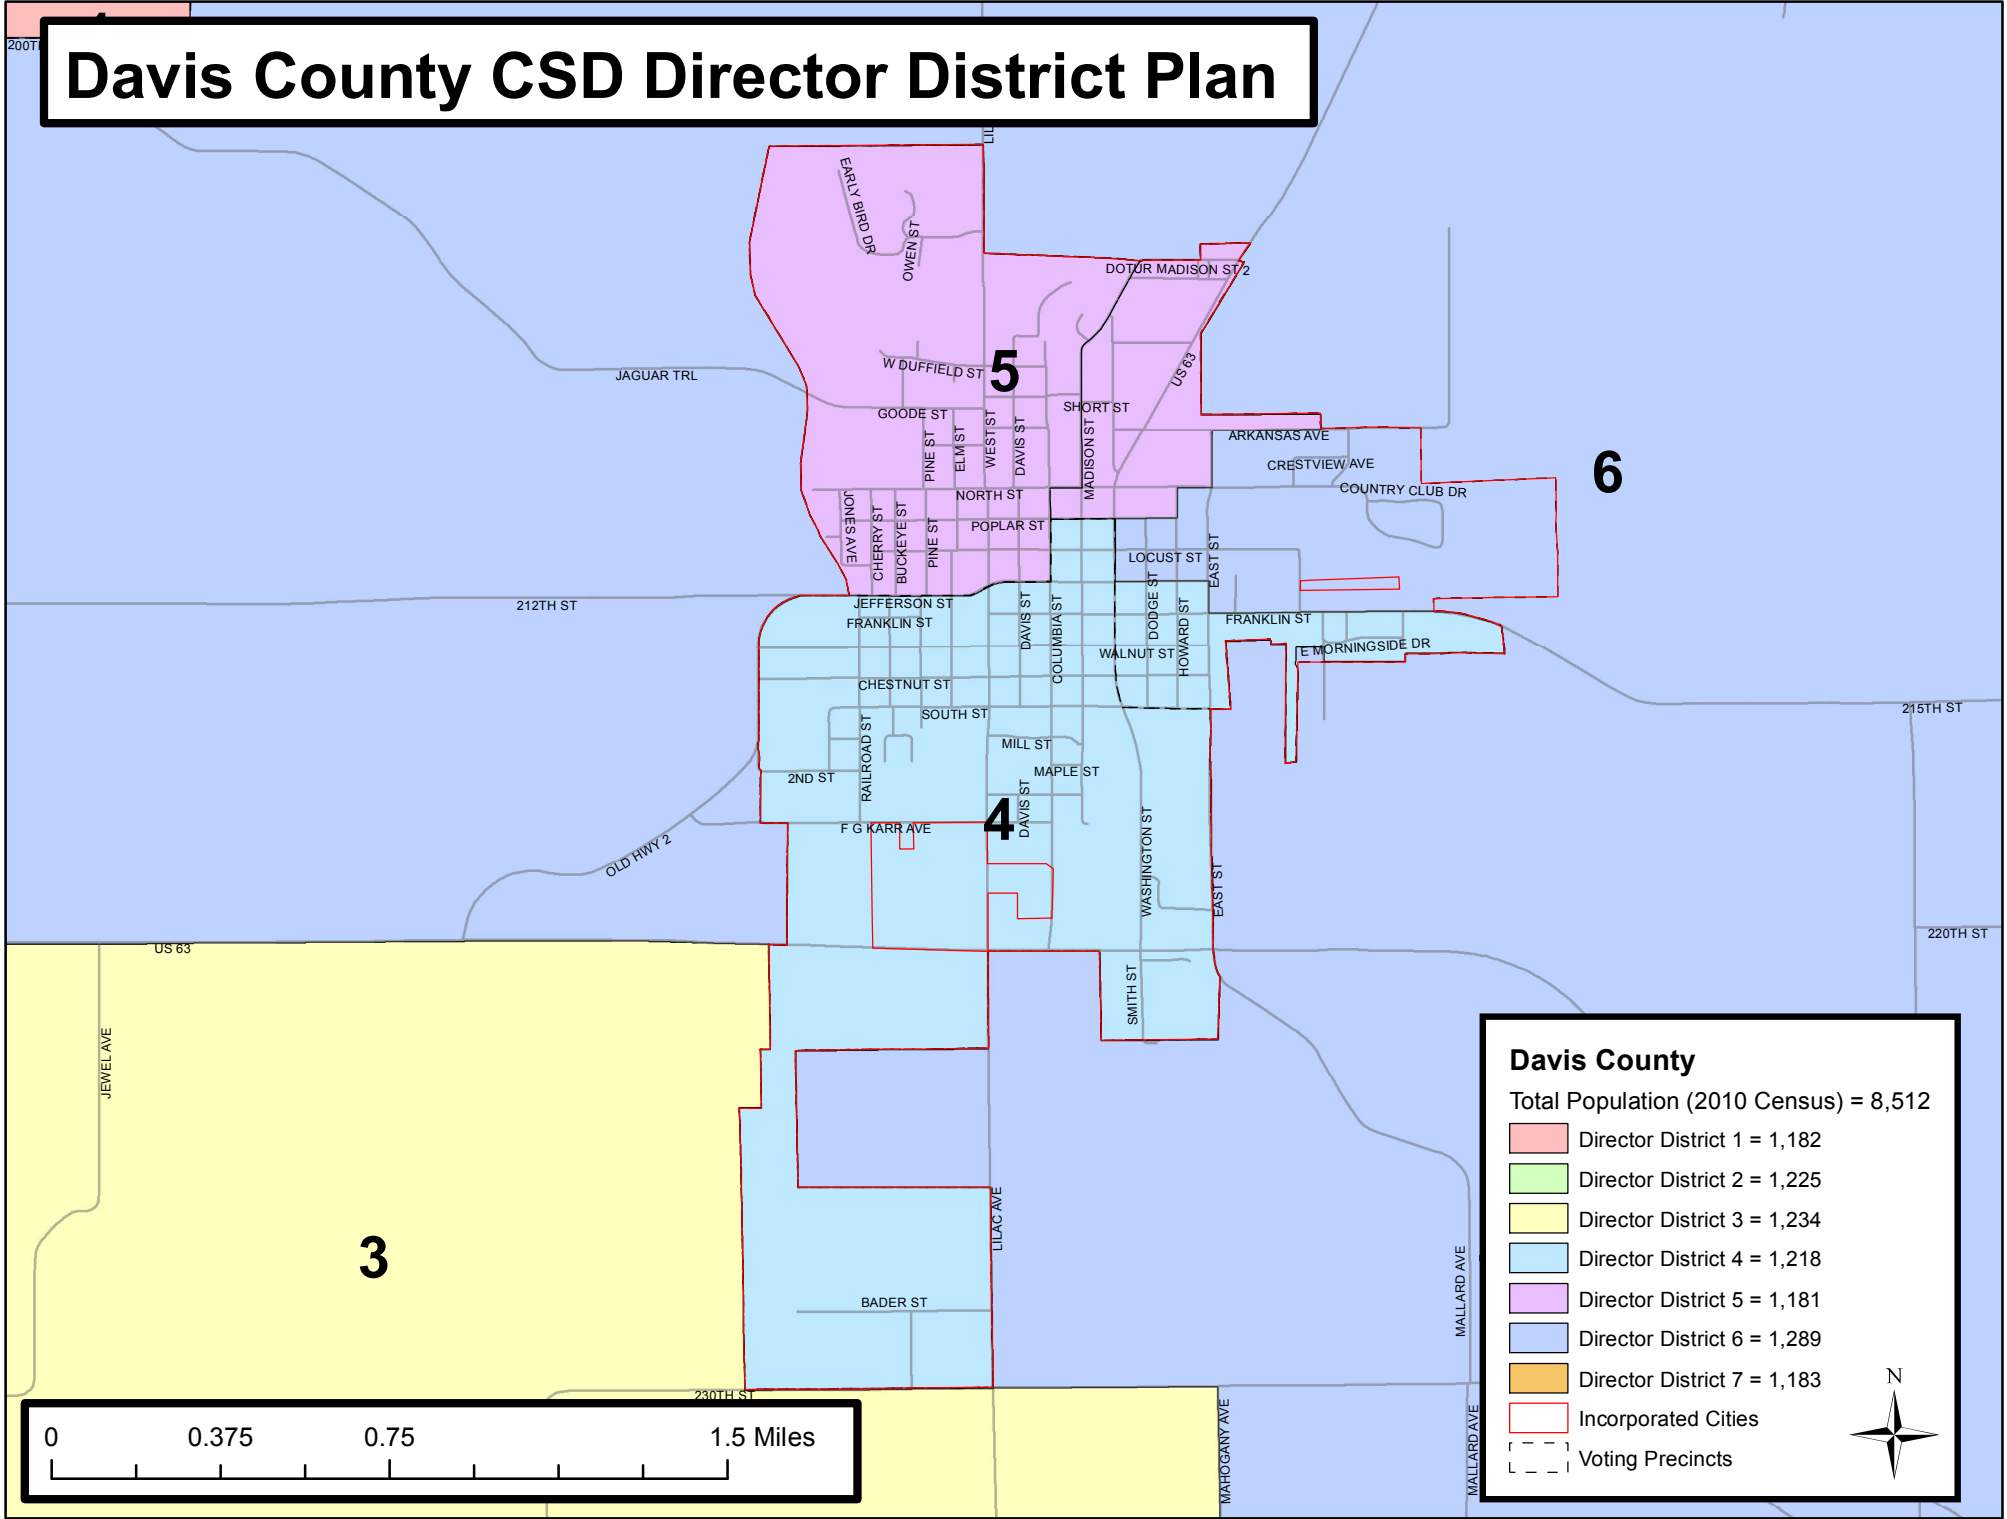 200TH
Davis County CSD Director District Plan
LIL
EARLY BIRD DR
OWEN ST
DOTUR MADISON ST 2
US 63
JAGUAR TRL
W DUFFIELD ST
5
GOODE ST
SHORT ST
PINE ST
ELM ST
WEST ST
DAVIS ST
MADISON ST
ARKANSAS AVE
CRESTVIEW AVE
COUNTRY CLUB DR
6
NORTH ST
JONES AVE
CHERRY ST
BUCKEYE ST
PINE ST
POPLAR ST
LOCUST ST
EAST ST
212TH ST
JEFFERSON ST
FRANKLIN ST
DAVIS ST
COLUMBIA ST
DODGE ST
HOWARD ST
FRANKLIN ST
WALNUT ST
E MORNINGSIDE DR
CHESTNUT ST
SOUTH ST
215TH ST
RAILROAD ST
MILL ST
2ND ST
MAPLE ST
DAVIS ST
4
F G KARR AVE
WASHINGTON ST
OLD HWY 2
EAST ST
US 63
220TH ST
SMITH ST
JEWEL AVE
LILAC AVE
3
BADER ST
MALLARD AVE
230TH ST
MAHOGANY AVE
MALLARD AVE
0 0.375 0.75 1.5 Miles
Davis County
Total Population (2010 Census) = 8,512
Director District 1 = 1,182
Director District 2 = 1,225
Director District 3 = 1,234
Director District 4 = 1,218
Director District 5 = 1,181
Director District 6 = 1,289
Director District 7 = 1,183
Incorporated Cities
Voting Precincts
N